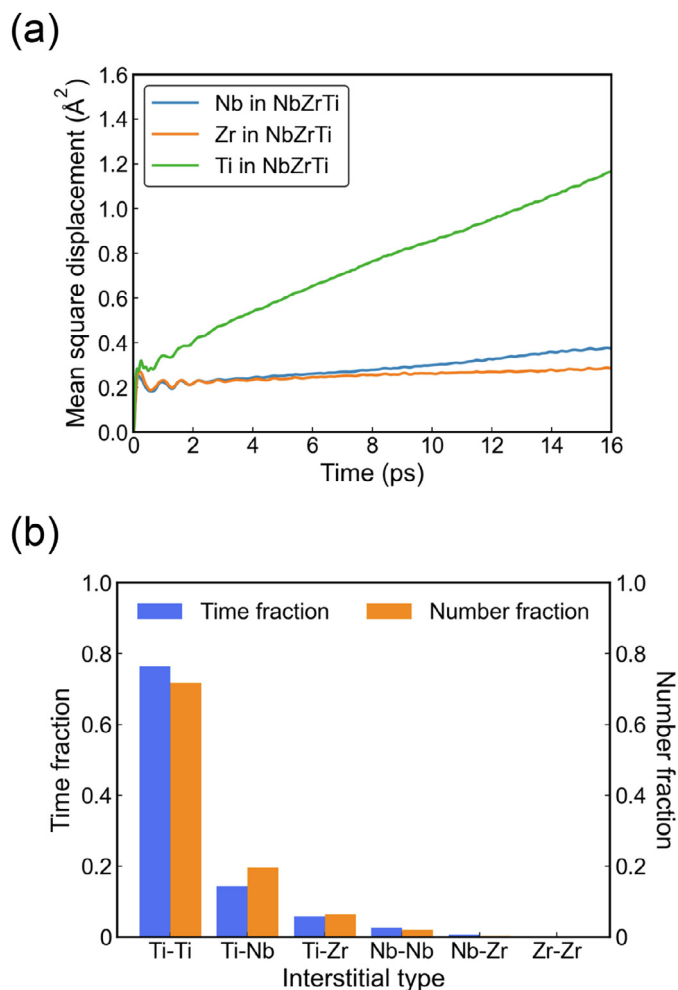 (a)
Mean square displacement (Å²)
1.6
1.4
1.2
1.0
0.8
0.6
0.4
0.2
0.0
Nb in NbZrTi
Zr in NbZrTi
Ti in NbZrTi
0 2 4 6 8 10 12 14 16
Time (ps)
(b)
Time fraction
1.0
0.8
0.6
0.4
0.2
0
Time fraction Number fraction
1.0
0.8
0.6
0.4
0.2
0
Number fraction
Ti-Ti Ti-Nb Ti-Zr Nb-Nb Nb-Zr Zr-Zr
Interstitial type